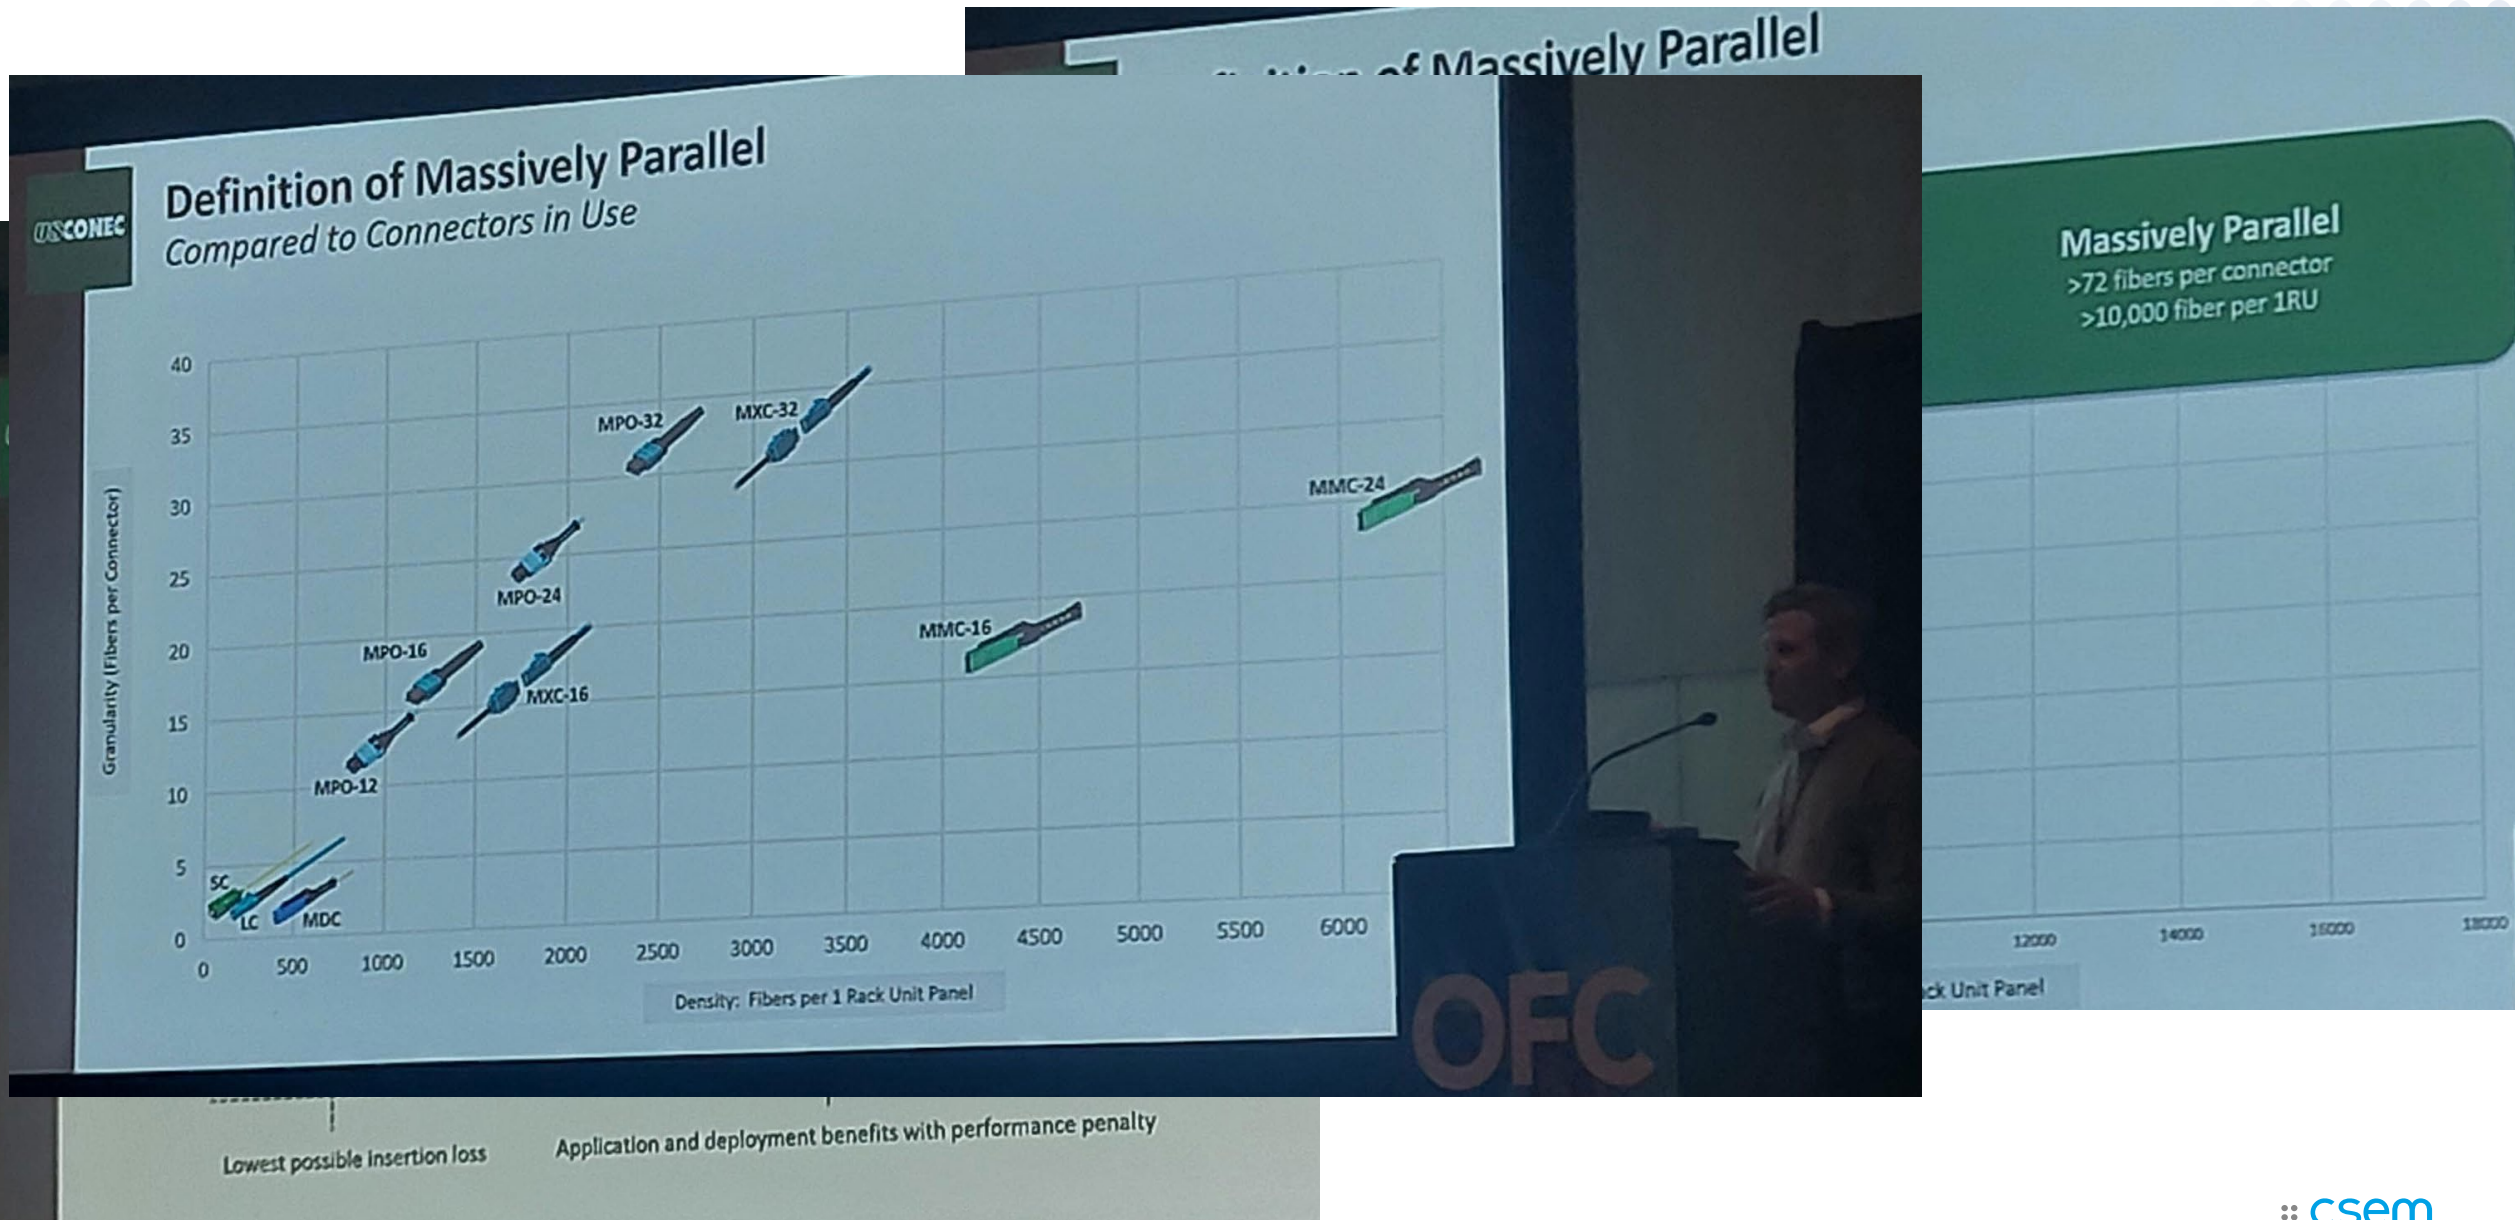 of Massively Parallel
Massively Parallel
>72 fibers per connector
>10,000 fiber per 1RU
12000
14000
16000
18000
ck Unit Panel
USCONEC
Definition of Massively Parallel
Compared to Connectors in Use
Granularity (Fibers per Connector)
40
35
30
25
20
15
10
5
0
MPO-32
MXC-32
MMC-24
MPO-24
MMC-16
MPO-16
MXC-16
MPO-12
SC
LC
MDC
0 500 1000 1500 2000 2500 3000 3500 4000 4500 5000 5500 6000
Density: Fibers per 1 Rack Unit Panel
OFC
Lowest possible insertion loss
Application and deployment benefits with performance penalty
csem